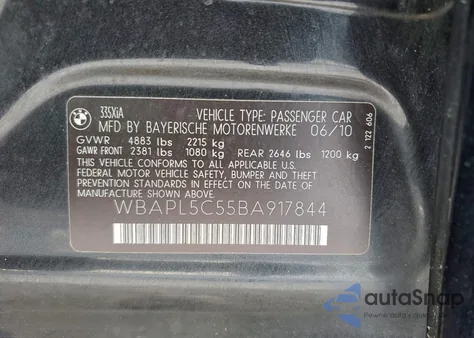 BMW
335XiA VEHICLE TYPE: PASSENGER CAR
MFD BY BAYERISCHE MOTORENWERKE 06/10
GVWR 4883 lbs 2215 kg
GAWR FRONT 2381 lbs 1080 kg REAR 2646 lbs 1200 kg
THIS VEHICLE CONFORMS TO ALL APPLICABLE U.S.
FEDERAL MOTOR VEHICLE SAFETY, BUMPER, AND THEFT
PREVENTION STANDARDS IN EFFECT ON THE DATE OF
MANUFACTURE SHOWN ABOVE.
WBAPL5C55BA917844
2 122 606
autoSnap